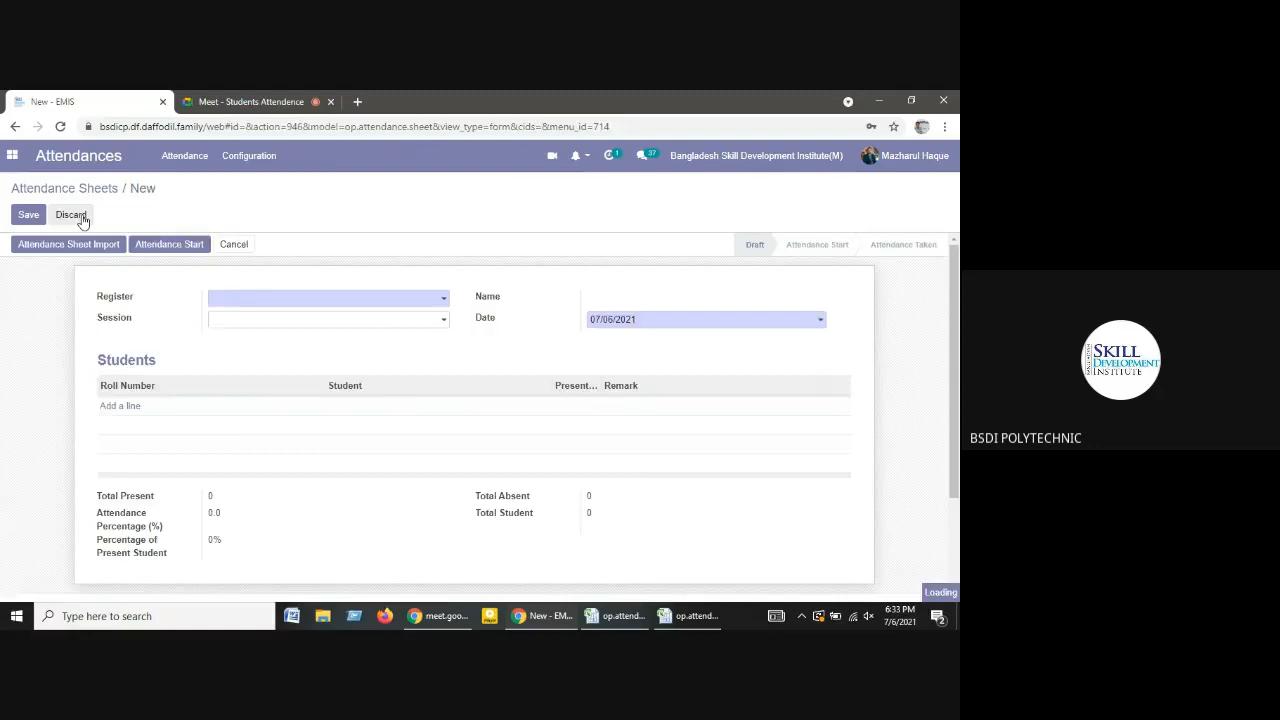 New - EMIS
Meet - Students Attendence
bsdicp.df.daffodil.family/web#id=&action=946&model=op.attendance.sheet&view_type=form&cids=&menu_id=714
Attendances Attendance Configuration 1 37 Bangladesh Skill Development Institute(M) Mazharul Haque
Attendance Sheets / New
Save Discard
Attendance Sheet Import Attendance Start Cancel Draft Attendance Start Attendance Taken
Register Name
Session Date 07/06/2021
Students
Roll Number Student Present... Remark
Add a line
Total Present 0 Total Absent 0
Attendance Percentage (%) 0.0 Total Student 0
Percentage of Present Student 0%
Loading
Type here to search meet.goo... New - EM... op.attend... op.attend... 6:33 PM
7/6/2021 2
SKILL
DEVELOPMENT
INSTITUTE
BSDI POLYTECHNIC